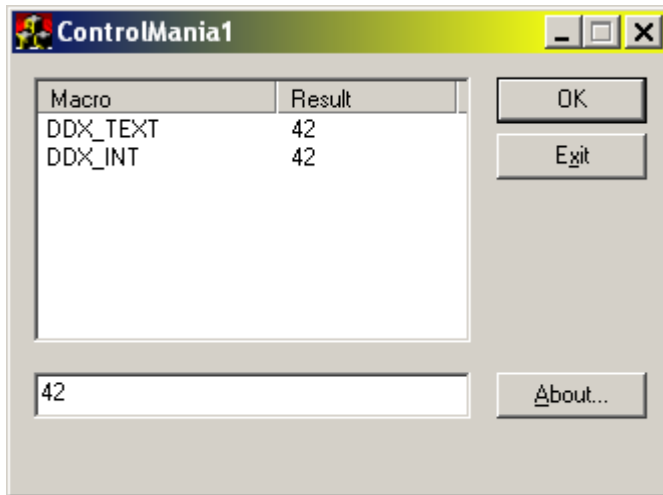 ControlMania1
Macro Result
DDX_TEXT 42
DDX_INT 42
OK
Exit
42
About...